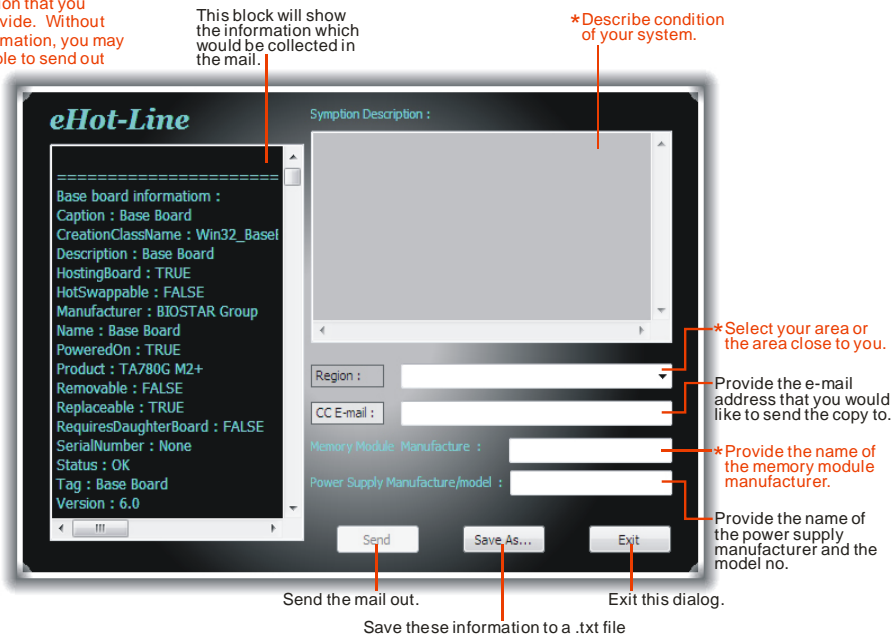 ion that you
vide. Without
rmation, you may
ble to send out
This block will show
the information which
would be collected in
the mail.
*Describe condition
of your system.
eHot-Line
======================
Base board informatiom :
Caption : Base Board
CreationClassName : Win32_BaseB
Description : Base Board
HostingBoard : TRUE
HotSwappable : FALSE
Manufacturer : BIOSTAR Group
Name : Base Board
PoweredOn : TRUE
Product : TA780G M2+
Removable : FALSE
Replaceable : TRUE
RequiresDaughterBoard : FALSE
SerialNumber : None
Status : OK
Tag : Base Board
Version : 6.0
Symption Description :
Region :
CC E-mail :
Memory Module Manufacture :
Power Supply Manufacture/model :
Send
Save As...
Exit
*Select your area or
the area close to you.
Provide the e-mail
address that you would
like to send the copy to.
*Provide the name of
the memory module
manufacturer.
Provide the name of
the power supply
manufacturer and the
model no.
Send the mail out.
Exit this dialog.
Save these information to a .txt file